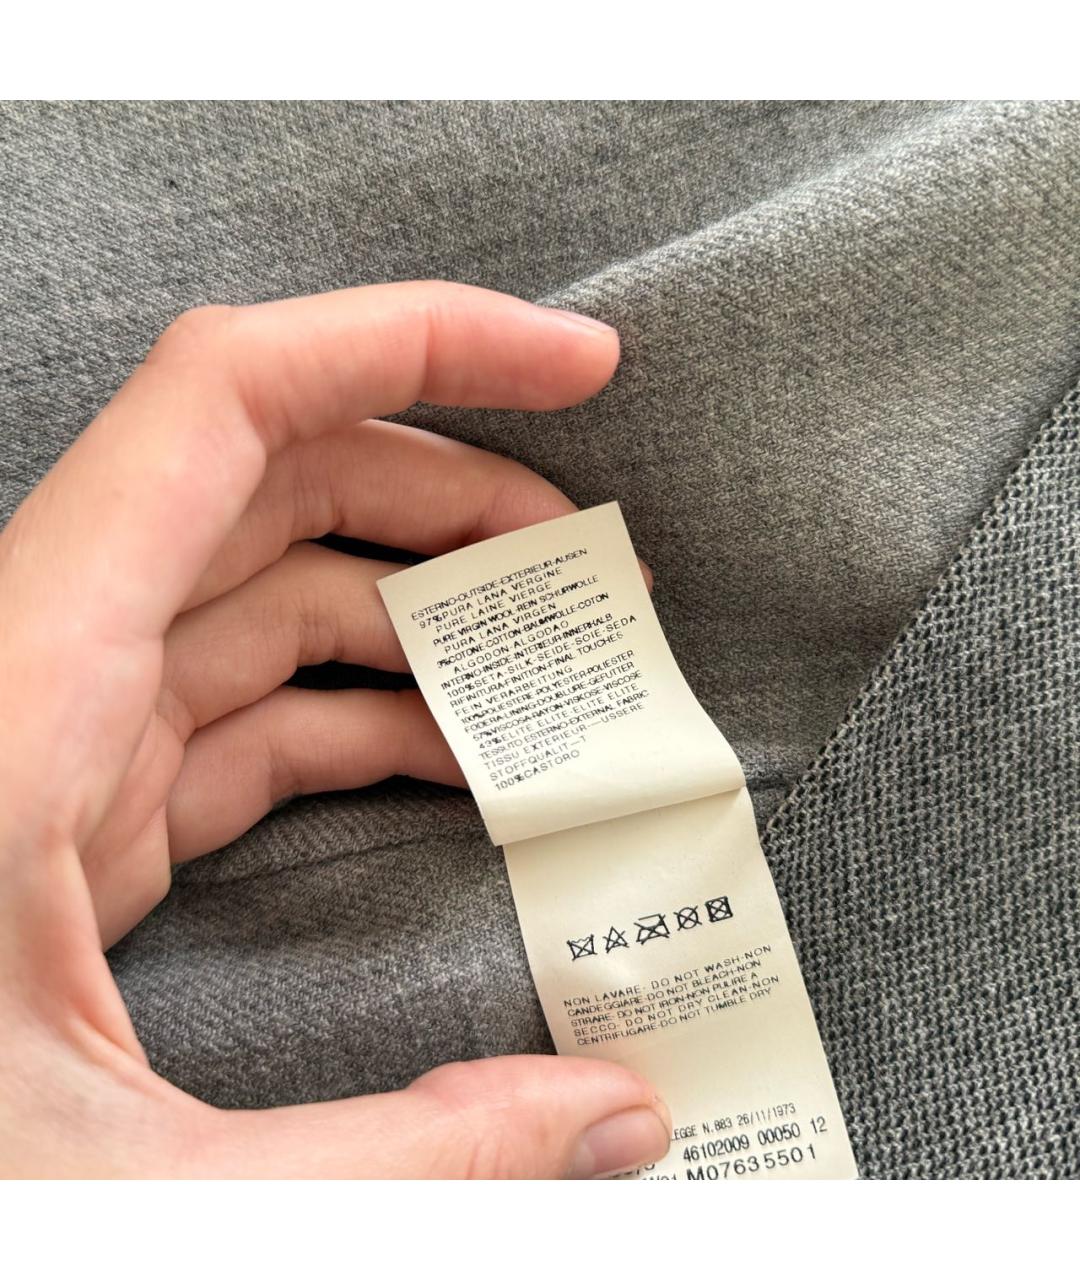 ESTERNO-OUTSIDE-EXTERIEUR-AUSEN
97%PURA LANA VERGINE
PURE LAINE VIERGE
PURE VIRGIN WOOL-REIN SCHURWOLLE
PURA LANA VIRGEN
3%COTONE-COTTON-BAUMWOLLE-COTON
ALGODON-ALGODAO
INTERNO-INSIDE-INTERIEUR-INNERHALB
100%SETA-SILK-SEIDE-SOIE-SEDA
RIFINITURA-FINITION-FINAL TOUCHES
FEIN VERARBEITUNG
100%POLIESTERE-POLYESTER-POLIESTER
FODERA-LINING-DOUBLURE-GEFUTTER
57%VISCOSA-RAYON-VISKOSE-VISCOSE
43%ELITE ELITE-ELITE ELITE
TESSUTO ESTERNO-EXTERNAL FABRIC
TISSU EXTERIEUR---USSERE
STOFFQUALIT-T
100%CASTORO
NON LAVARE- DO NOT WASH-NON
CANDEGGIARE-DO NOT BLEACH-NON
STIRARE- DO NOT IRON-NON PULIRE A
SECCO- DO NOT DRY CLEAN-NON
CENTRIFUGARE-DO NOT TUMBLE DRY
LEGGE N.883 26/11/1973
46102009 00050 12
M07635501